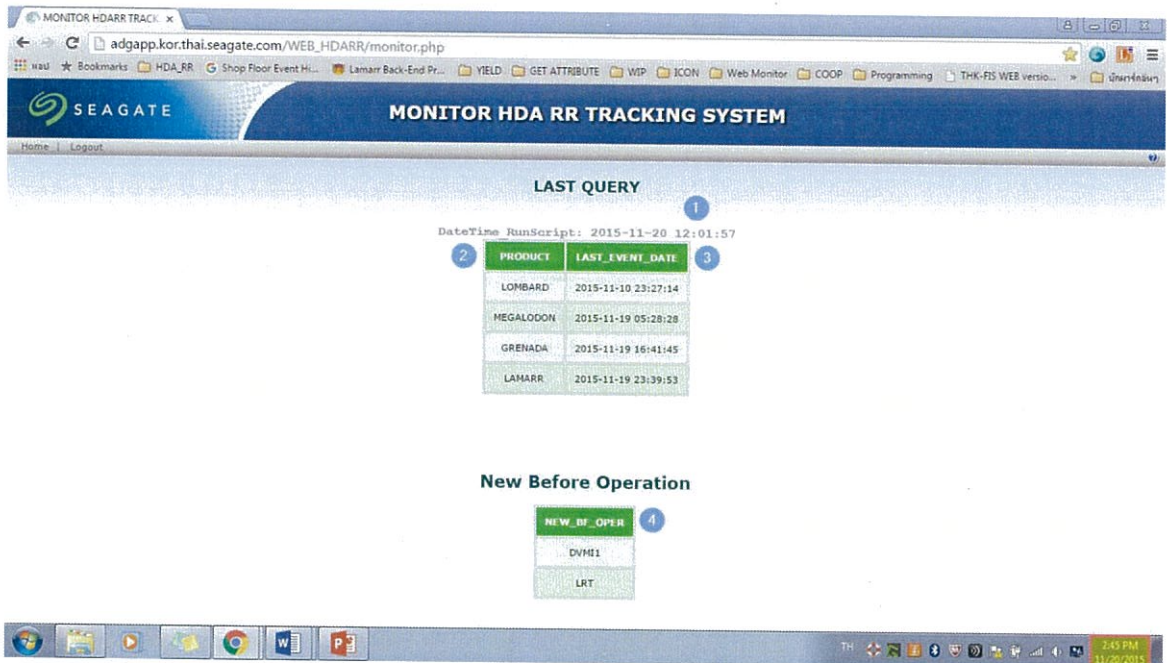 MONITOR HDARR TRACK ×
adgapp.kor.thai.seagate.com/WEB_HDARR/monitor.php
แอป Bookmarks HDA_RR Shop Floor Event Hi... Lamarr Back-End Pr... YIELD GET ATTRIBUTE WIP ICON Web Monitor COOP Programming THK-FIS WEB versio... »
SEAGATE
MONITOR HDA RR TRACKING SYSTEM
Home | Logout
LAST QUERY
1
DateTime_RunScript: 2015-11-20 12:01:57
2 PRODUCT LAST_EVENT_DATE 3
LOMBARD 2015-11-10 23:27:14
MEGALODON 2015-11-19 05:28:28
GRENADA 2015-11-19 16:41:45
LAMARR 2015-11-19 23:39:53
New Before Operation
NEW_BF_OPER 4
DVMI1
LRT
TH
2:45 PM
11/20/2015